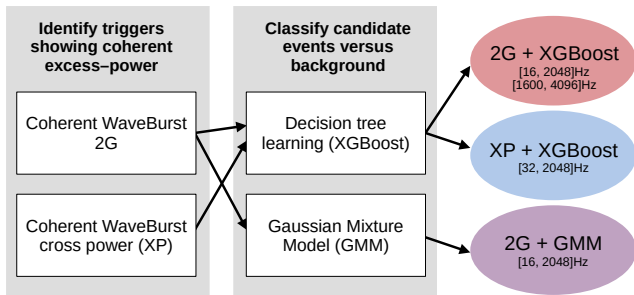 Identify triggers
showing coherent
excess–power
Coherent WaveBurst
2G
Coherent WaveBurst
cross power (XP)
Classify candidate
events versus
background
Decision tree
learning (XGBoost)
Gaussian Mixture
Model (GMM)
2G + XGBoost
[16, 2048]Hz
[1600, 4096]Hz
XP + XGBoost
[32, 2048]Hz
2G + GMM
[16, 2048]Hz